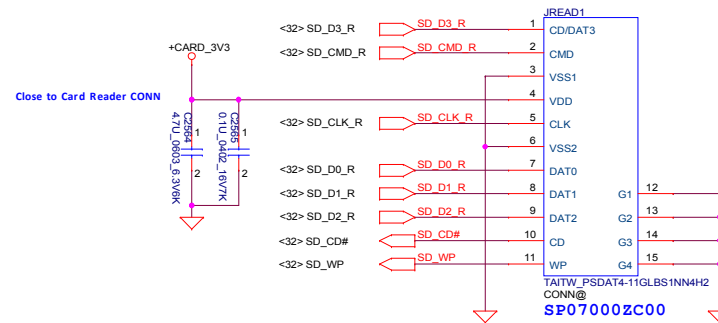 JREAD1
<32> SD_D3_R SD_D3_R 1 CD/DAT3
+CARD_3V3
<32> SD_CMD_R SD_CMD_R 2 CMD
3 VSS1
Close to Card Reader CONN
4 VDD
C2564
4.7U_0603_6.3V6K
1
2
C2565
0.1U_0402_16V7K
1
2
<32> SD_CLK_R SD_CLK_R 5 CLK
6 VSS2
<32> SD_D0_R SD_D0_R 7 DAT0
<32> SD_D1_R SD_D1_R 8 DAT1 G1 12
<32> SD_D2_R SD_D2_R 9 DAT2 G2 13
<32> SD_CD# SD_CD# 10 CD G3 14
<32> SD_WP SD_WP 11 WP G4 15
TAITW_PSDAT4-11GLBS1NN4H2
CONN@
SP07000ZC00